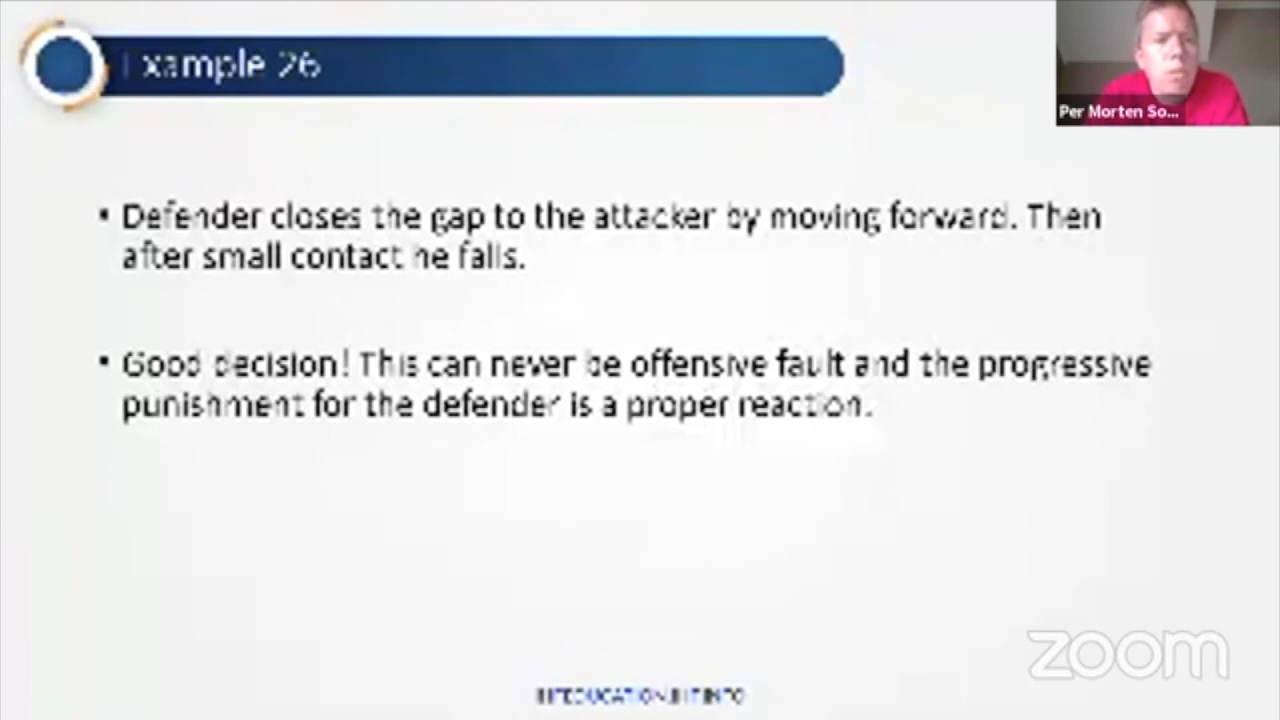 Example 26
Per Morten So...
▪ Defender closes the gap to the attacker by moving forward. Then
after small contact he falls.
▪ Good decision! This can never be offensive fault and the progressive
punishment for the defender is a proper reaction.
zoom